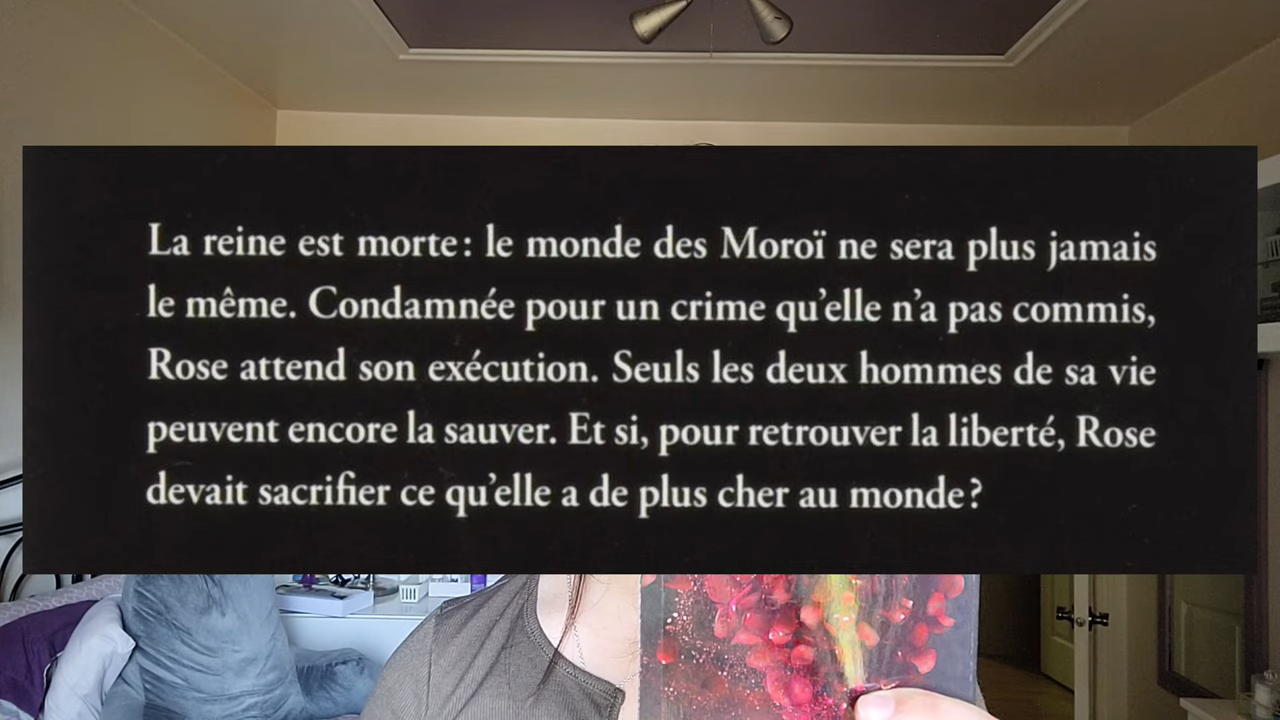 La reine est morte : le monde des Moroï ne sera plus jamais
le même. Condamnée pour un crime qu’elle n’a pas commis,
Rose attend son exécution. Seuls les deux hommes de sa vie
peuvent encore la sauver. Et si, pour retrouver la liberté, Rose
devait sacrifier ce qu’elle a de plus cher au monde ?